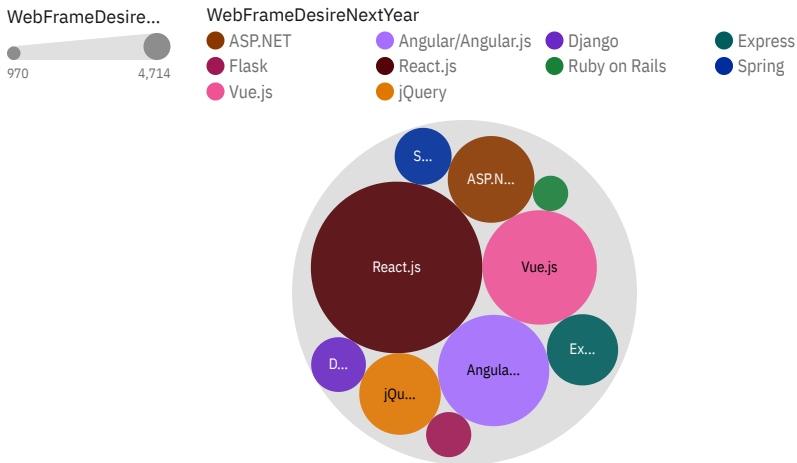 WebFrameDesire...
970
4,714
WebFrameDesireNextYear
ASP.NET Angular/Angular.js Django Express
Flask React.js Ruby on Rails Spring
Vue.js jQuery
S...
ASP.N...
React.js
Vue.js
Ex...
D...
Angula...
jQu...